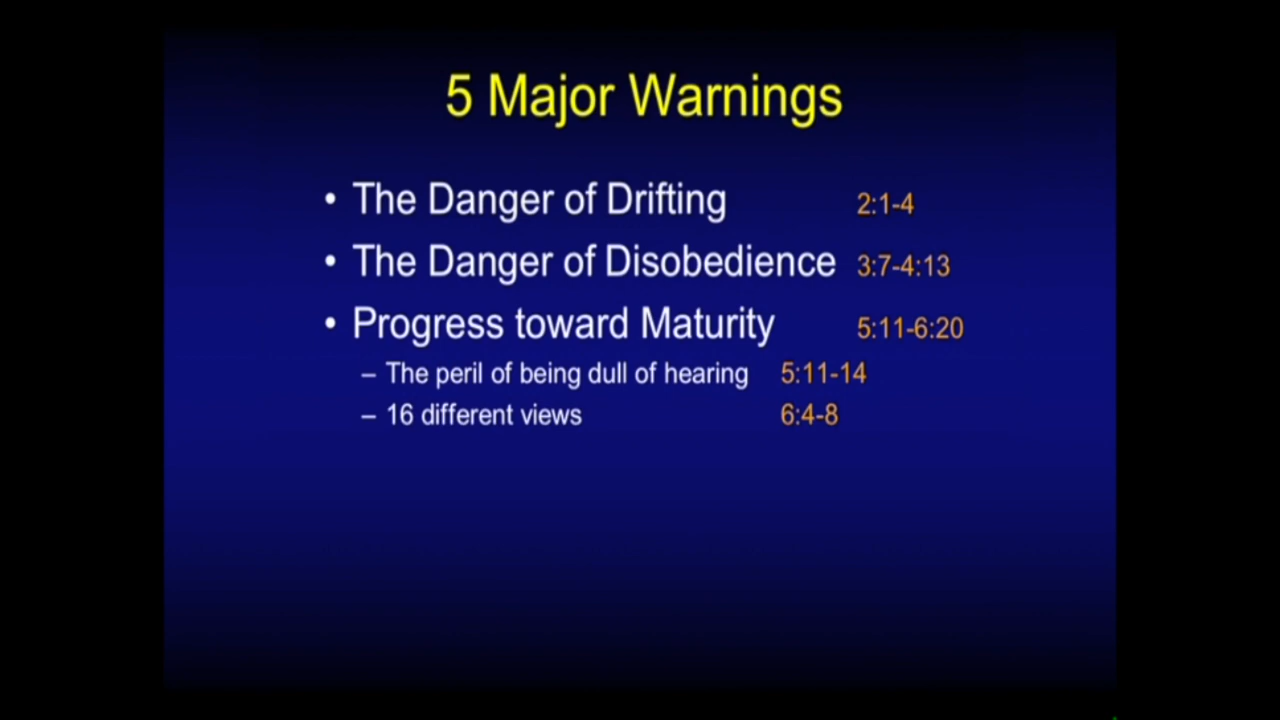 5 Major Warnings
• The Danger of Drifting 2:1-4
• The Danger of Disobedience 3:7-4:13
• Progress toward Maturity 5:11-6:20
– The peril of being dull of hearing 5:11-14
– 16 different views 6:4-8